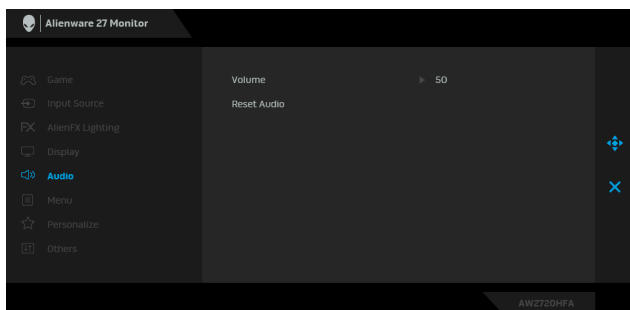 Alienware 27 Monitor
Game
Input Source
AlienFX Lighting
Display
Audio
Menu
Personalize
Others
Volume 50
Reset Audio
AW2720HFA